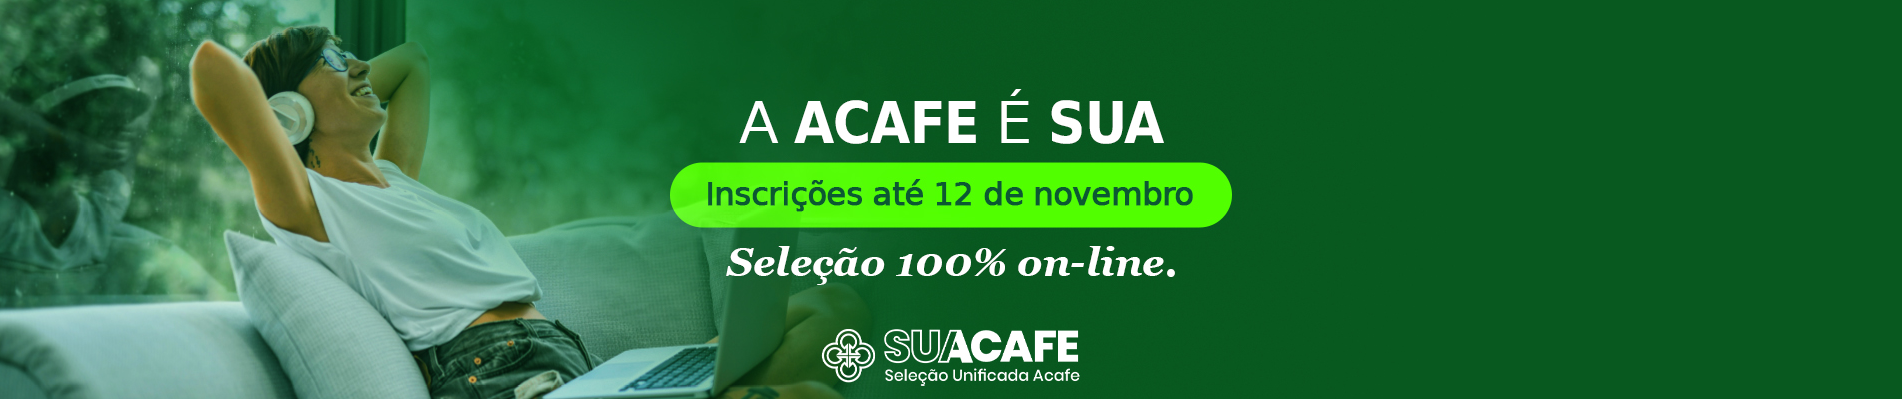 A ACAFE É SUA
Inscrições até 12 de novembro
Seleção 100% on-line.
SUACAFE
Seleção Unificada Acafe